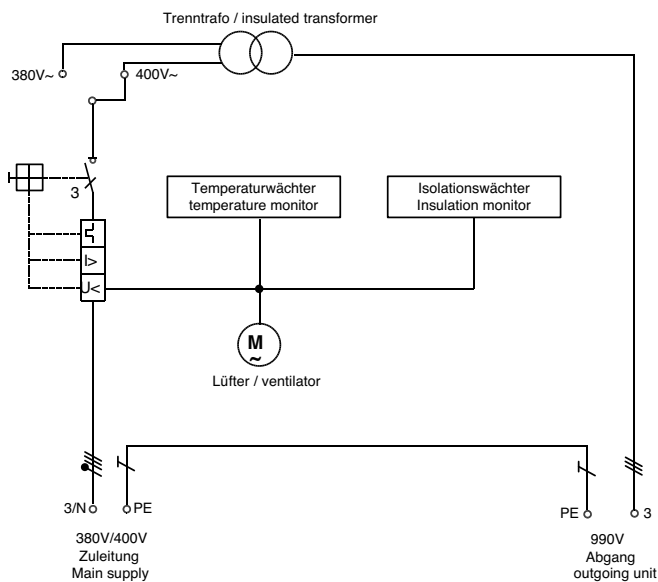 Trenntrafo / insulated transformer
380V~
400V~
3
Temperaturwächter
temperature monitor
Isolationswächter
Insulation monitor
I>
U<
M
~
Lüfter / ventilator
3/N
PE
PE
3
380V/400V
Zuleitung
Main supply
990V
Abgang
outgoing unit